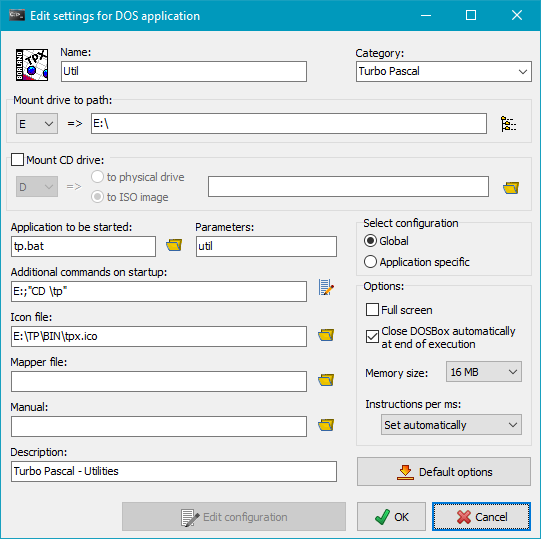 Edit settings for DOS application
Name:
Category:
BORLAND
TPX
Util
Turbo Pascal
Mount drive to path:
E
=>
E:\
Mount CD drive:
D
=>
to physical drive
to ISO image
Application to be started:
Parameters:
tp.bat
util
Additional commands on startup:
E:;"CD \tp"
Icon file:
E:\TP\BIN\tpx.ico
Mapper file:
Manual:
Description:
Turbo Pascal - Utilities
Select configuration
Global
Application specific
Options:
Full screen
Close DOSBox automatically
at end of execution
Memory size:
16 MB
Instructions per ms:
Set automatically
Default options
Edit configuration
OK
Cancel